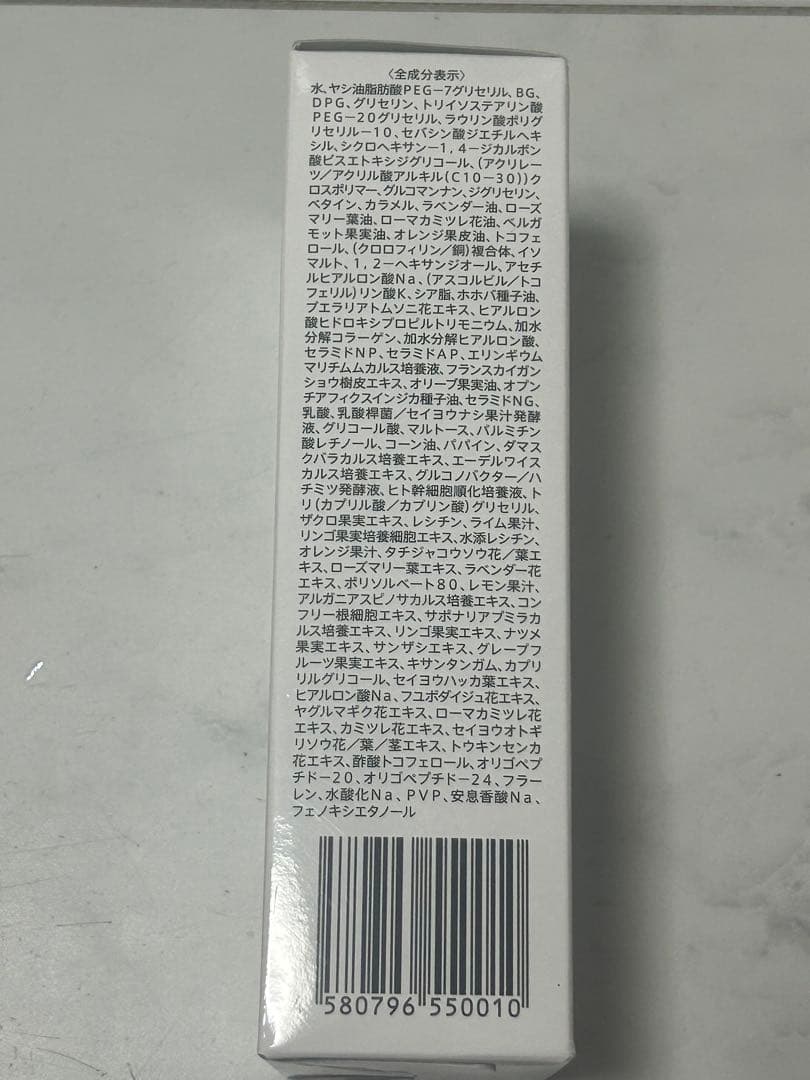 〈全成分表示〉
水、ヤシ油脂肪酸PEG-7グリセリル、BG、
DPG、グリセリン、トリイソステアリン酸
PEG-20グリセリル、ラウリン酸ポリグ
リセリル-10、セバシン酸ジエチルヘキ
シル、シクロヘキサン-1,4-ジカルボン
酸ビスエトキシジグリコール、(アクリレー
ツ/アクリル酸アルキル(C10-30))ク
ロスポリマー、グルコマンナン、ジグリセリン、
ベタイン、カラメル、ラベンダー油、ローズ
マリー葉油、ローマカミツレ花油、ベルガ
モット果実油、オレンジ果皮油、トコフェ
ロール、(クロロフィリン/銅)複合体、イソ
マルト、1,2-ヘキサンジオール、アセチ
ルヒアルロン酸Na、(アスコルビル/トコ
フェリル)リン酸K、シア脂、ホホバ種子油、
プエラリアトムソニ花エキス、ヒアルロン
酸ヒドロキシプロピルトリモニウム、加水
分解コラーゲン、加水分解ヒアルロン酸、
セラミドNP、セラミドAP、エリンギウム
マリチムムカルス培養液、フランスカイガン
ショウ樹皮エキス、オリーブ果実油、オプン
チアフィクスインジカ種子油、セラミドNG、
乳酸、乳酸桿菌/セイヨウナシ果汁発酵
液、グリコール酸、マルトース、パルミチン
酸レチノール、コーン油、パパイン、ダマス
クバラカルス培養エキス、エーデルワイス
カルス培養エキス、グルコノバクター/ハ
チミツ発酵液、ヒト幹細胞順化培養液、ト
リ(カプリル酸/カプリン酸)グリセリル、
ザクロ果実エキス、レシチン、ライム果汁、
リンゴ果実培養細胞エキス、水添レシチン、
オレンジ果汁、タチジャコウソウ花/葉エ
キス、ローズマリー葉エキス、ラベンダー花
エキス、ポリソルベート80、レモン果汁、
アルガニアスピノサカルス培養エキス、コン
フリー根細胞エキス、サポナリアプミラカ
ルス培養エキス、リンゴ果実エキス、ナツメ
果実エキス、サンザシエキス、グレープフ
ルーツ果実エキス、キサンタンガム、カプリ
リルグリコール、セイヨウハッカ葉エキス、
ヒアルロン酸Na、フユボダイジュ花エキス、
ヤグルマギク花エキス、ローマカミツレ花
エキス、カミツレ花エキス、セイヨウオトギ
リソウ花/葉/茎エキス、トウキンセンカ
花エキス、酢酸トコフェロール、オリゴペプ
チド-20、オリゴペプチド-24、フラー
レン、水酸化Na、PVP、安息香酸Na、
フェノキシエタノール
580796 550010